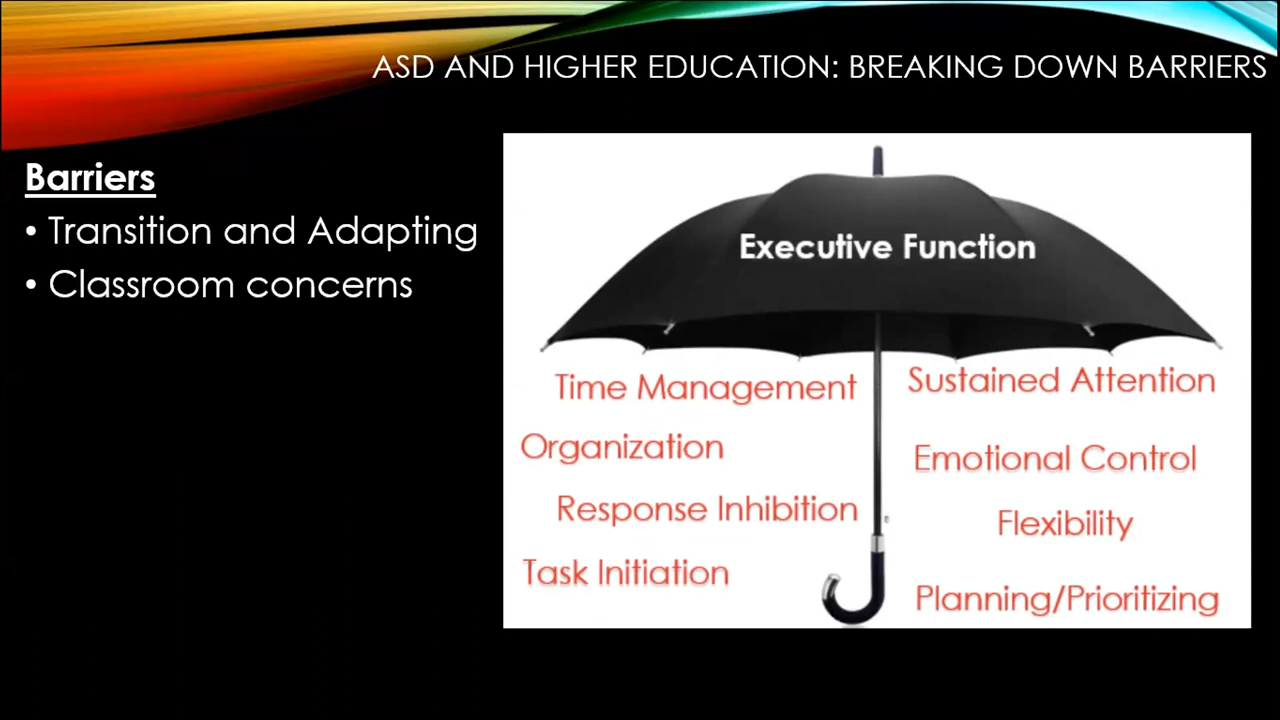 ASD AND HIGHER EDUCATION: BREAKING DOWN BARRIERS
Barriers
• Transition and Adapting
• Classroom concerns
Executive Function
Time Management
Organization
Response Inhibition
Task Initiation
Sustained Attention
Emotional Control
Flexibility
Planning/Prioritizing